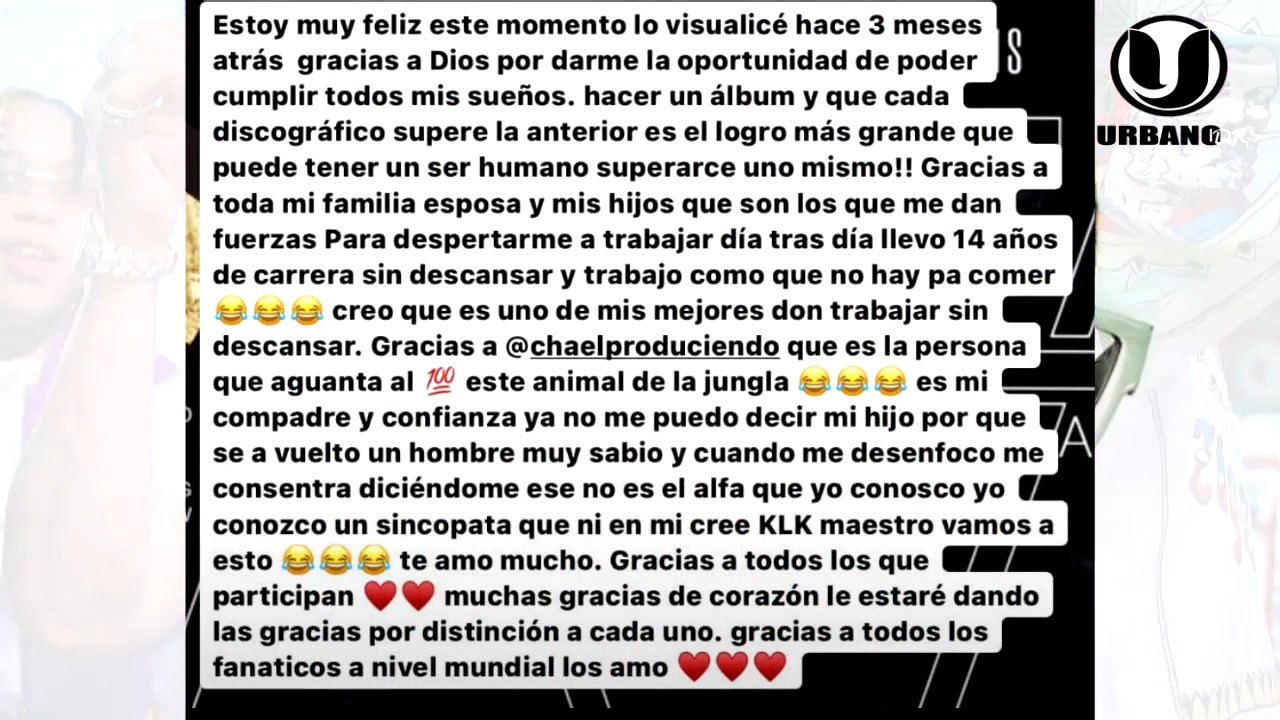 Estoy muy feliz este momento lo visualicé hace 3 meses
atrás gracias a Dios por darme la oportunidad de poder
cumplir todos mis sueños. hacer un álbum y que cada
discográfico supere la anterior es el logro más grande que
puede tener un ser humano superarce uno mismo!! Gracias a
toda mi familia esposa y mis hijos que son los que me dan
fuerzas Para despertarme a trabajar día tras día llevo 14 años
de carrera sin descansar y trabajo como que no hay pa comer
😂😂😂 creo que es uno de mis mejores don trabajar sin
descansar. Gracias a @chaelproduciendo que es la persona
que aguanta al 💯 este animal de la jungla 😂😂😂 es mi
compadre y confianza ya no me puedo decir mi hijo por que
se a vuelto un hombre muy sabio y cuando me desenfoco me
consentra diciéndome ese no es el alfa que yo conosco yo
conozco un sincopata que ni en mi cree KLK maestro vamos a
esto 😂😂😂 te amo mucho. Gracias a todos los que
participan ♥️♥️ muchas gracias de corazón le estaré dando
las gracias por distinción a cada uno. gracias a todos los
fanaticos a nivel mundial los amo ♥️♥️♥️
URBANO